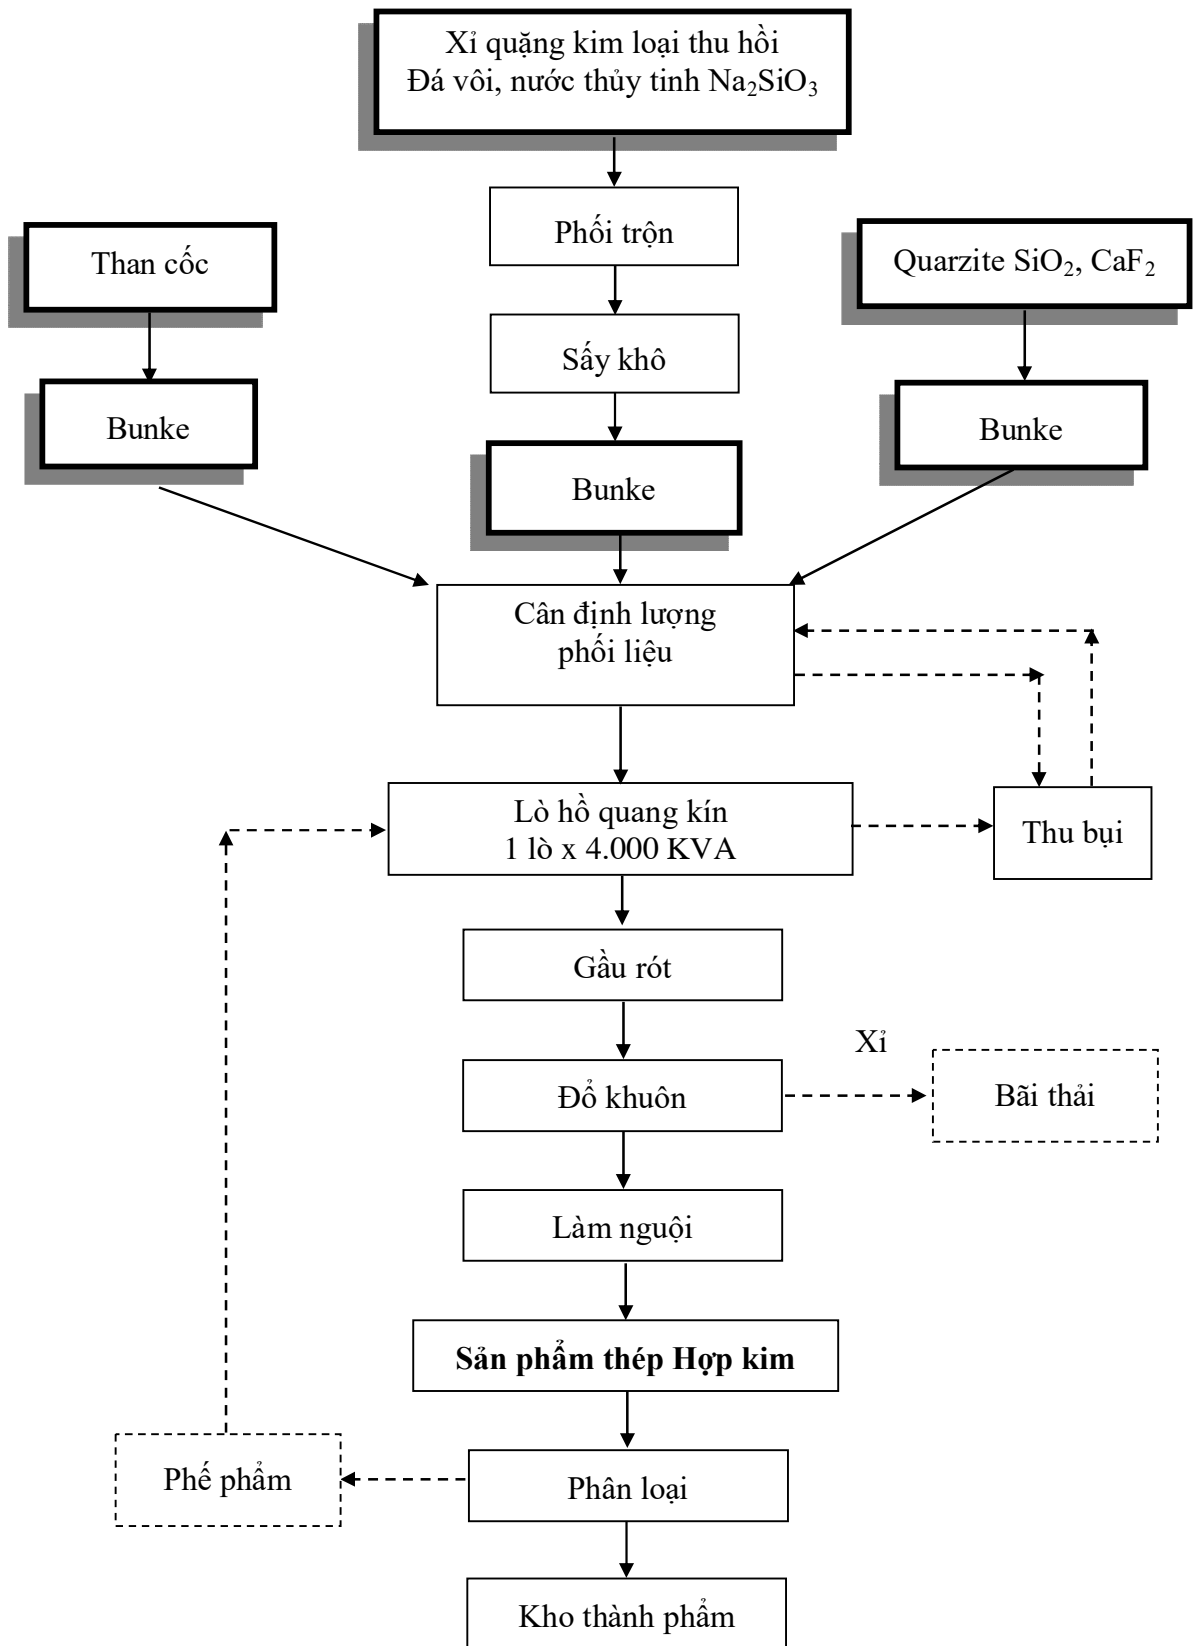 Xỉ quặng kim loại thu hồi
Đá vôi, nước thủy tinh Na₂SiO₃
Phối trộn
Than cốc
Quarzite SiO₂, CaF₂
Sấy khô
Bunke
Bunke
Bunke
Cân định lượng
phối liệu
Lò hồ quang kín
1 lò x 4.000 KVA
Thu bụi
Gầu rót
Xỉ
Đổ khuôn
Bãi thải
Làm nguội
Sản phẩm thép Hợp kim
Phế phẩm
Phân loại
Kho thành phẩm